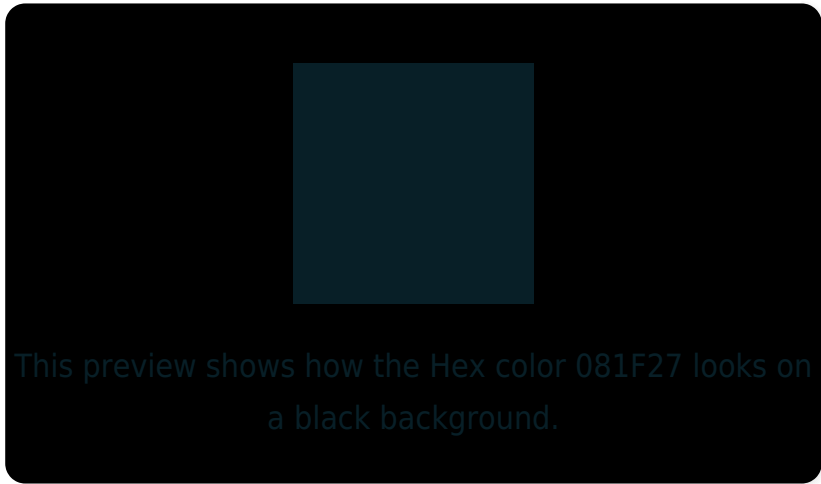 This preview shows how the Hex color 081F27 looks on
a black background.